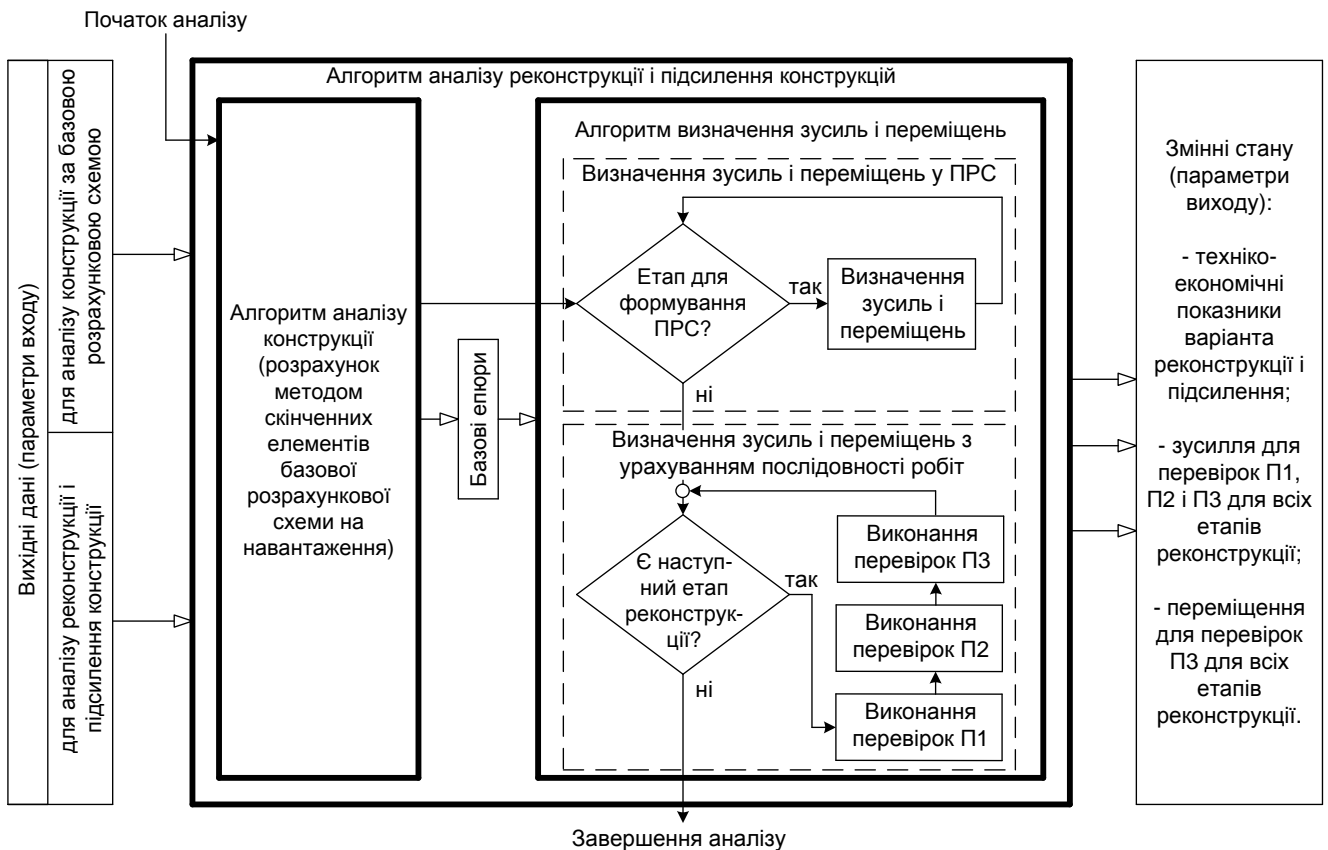 Початок аналізу
Вихідні дані (параметри входу)
для аналізу конструкції за базовою
розрахунковою схемою
для аналізу реконструкції і
підсилення конструкції
Алгоритм аналізу реконструкції і підсилення конструкцій
Алгоритм аналізу
конструкції
(розрахунок
методом
скінченних
елементів
базової
розрахункової
схеми на
навантаження)
Базові епюри
Алгоритм визначення зусиль і переміщень
Визначення зусиль і переміщень у ПРС
Етап для
формування
ПРС?
так
Визначення
зусиль і
переміщень
ні
Визначення зусиль і переміщень з
урахуванням послідовності робіт
Є наступ-
ний етап
реконструк-
ції?
так
Виконання
перевірок П3
Виконання
перевірок П2
Виконання
перевірок П1
ні
Завершення аналізу
Змінні стану
(параметри
виходу):
- техніко-
економічні
показники
варіанта
реконструкції і
підсилення;
- зусилля для
перевірок П1,
П2 і П3 для всіх
етапів
реконструкції;
- переміщення
для перевірок
П3 для всіх
етапів
реконструкції.